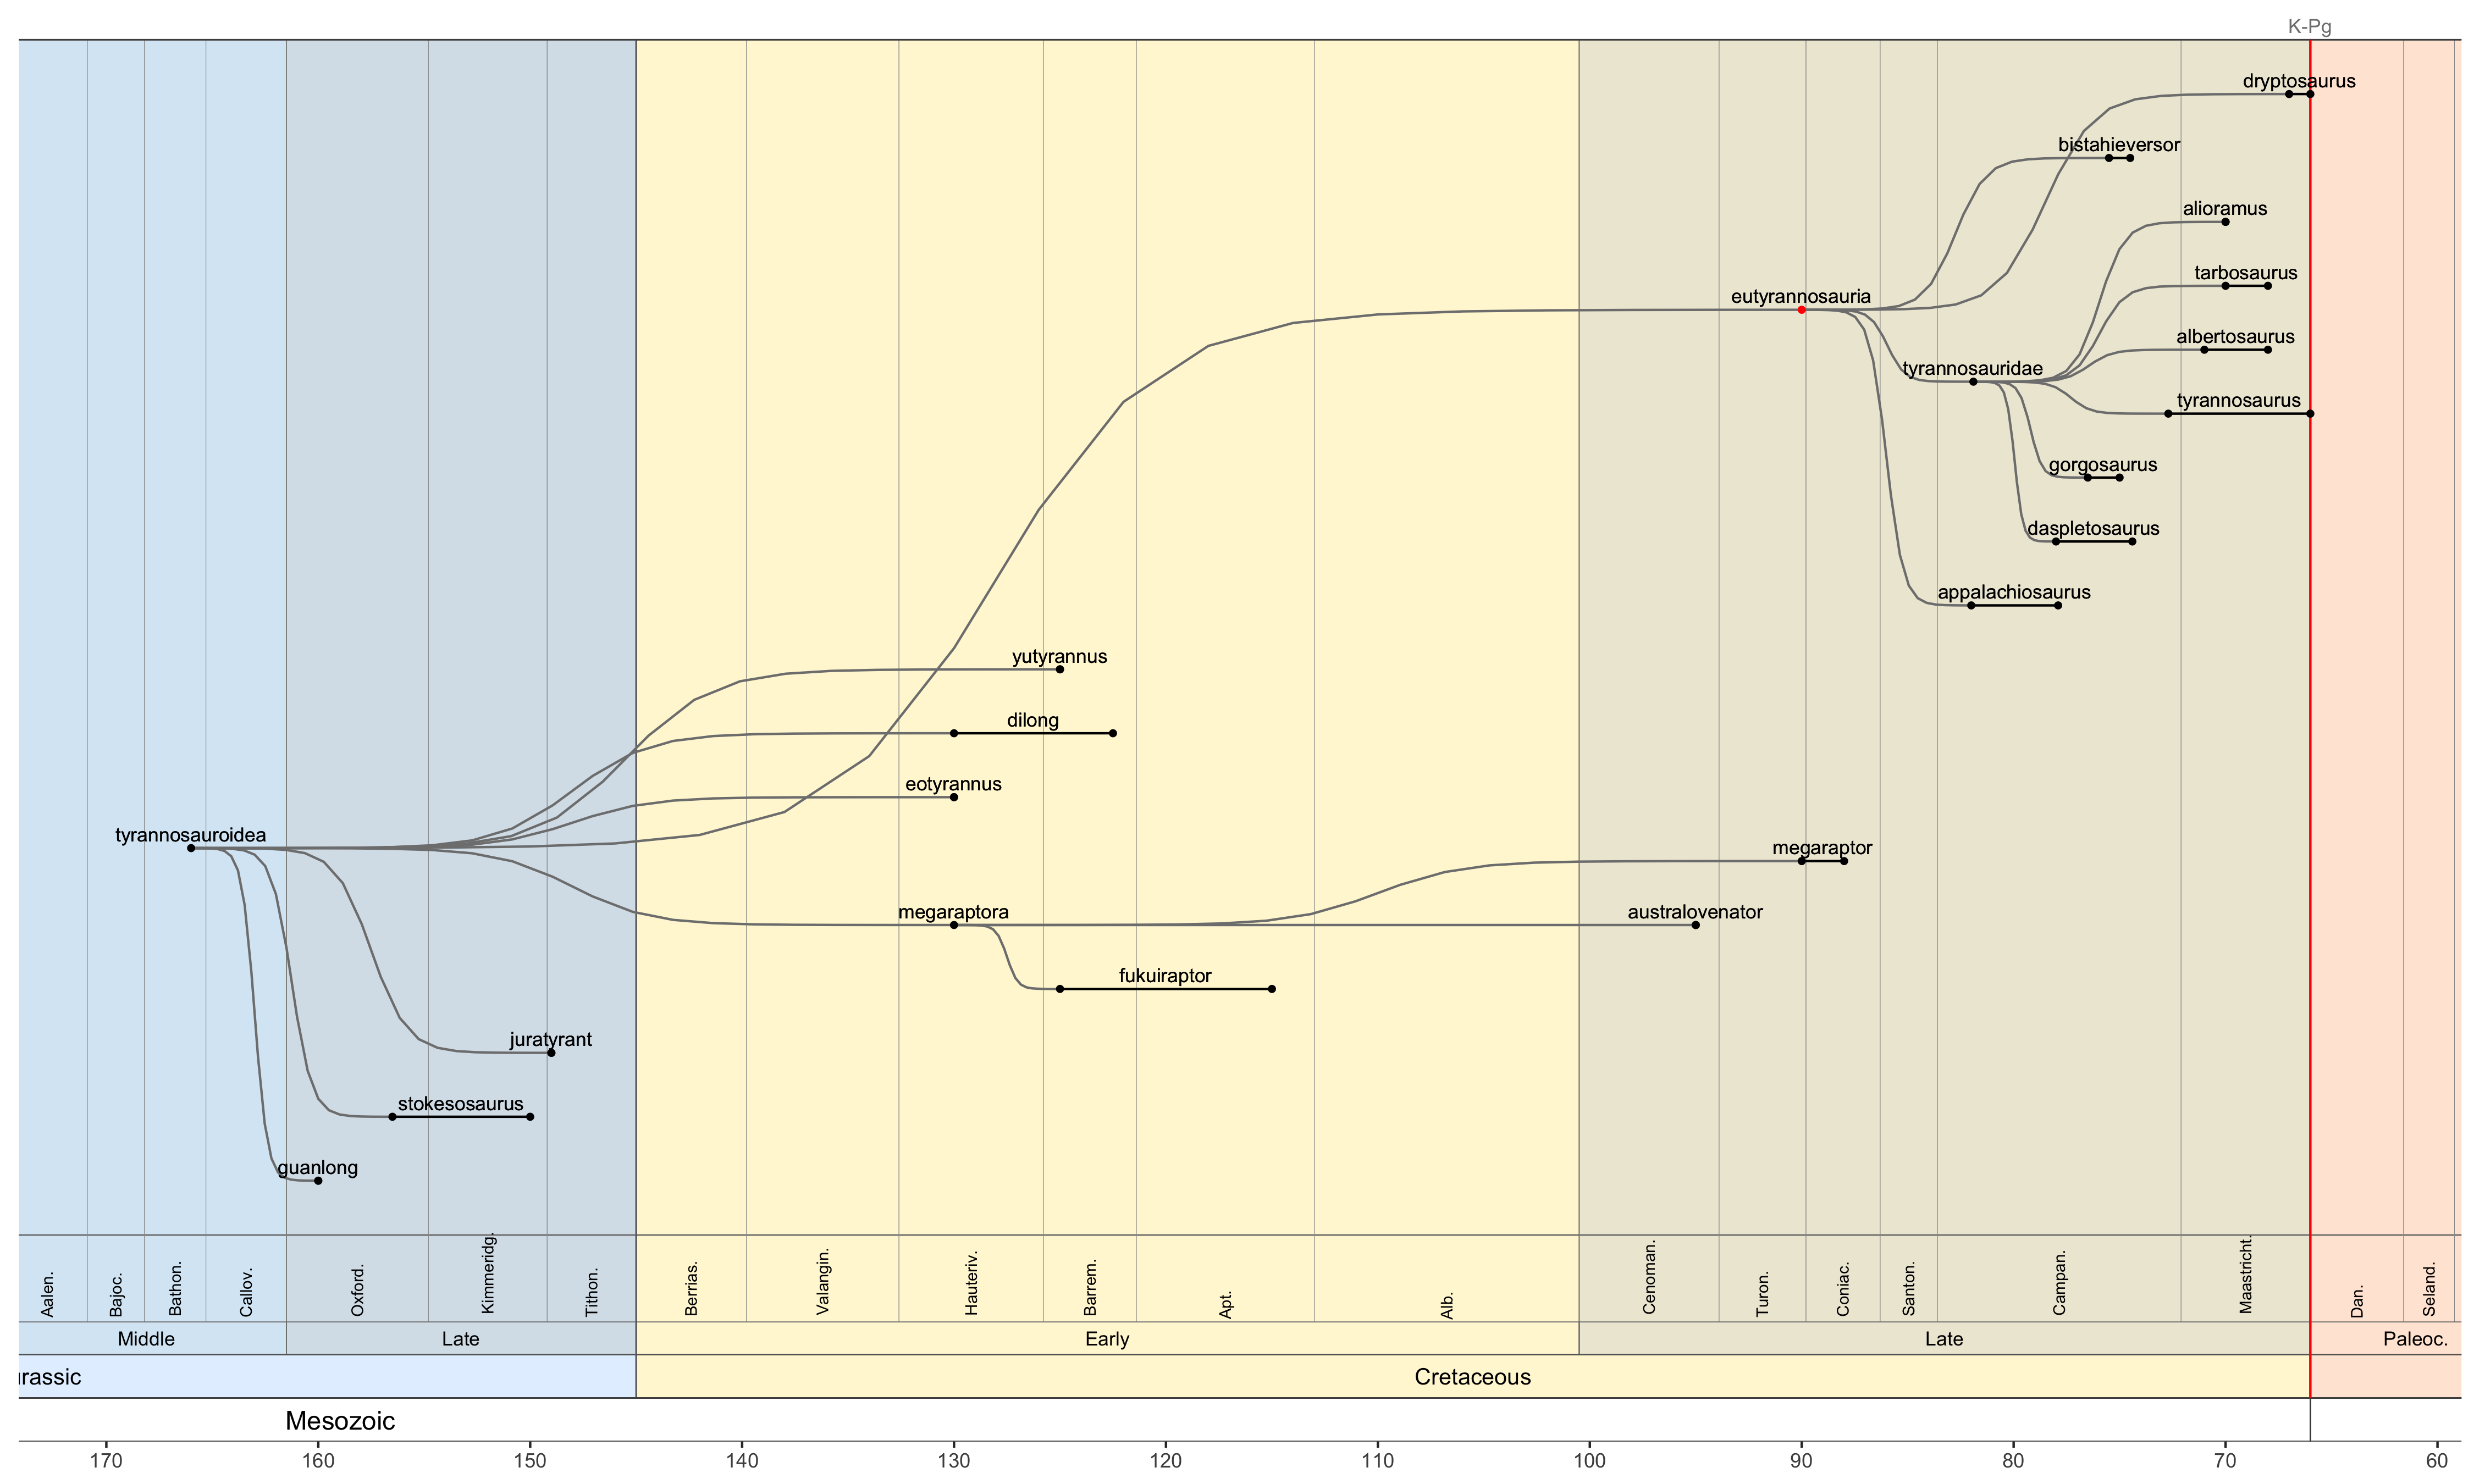 K-Pg
dryptosaurus
bistahieversor
alioramus
tarbosaurus
eutyrannosauria
albertosaurus
tyrannosauridae
tyrannosaurus
gorgosaurus
daspletosaurus
appalachiosaurus
yutyrannus
dilong
eotyrannus
tyrannosauroidea
megaraptor
megaraptora
australovenator
fukuiraptor
juratyrant
stokesosaurus
guanlong
Aalen. Bajoc. Bathon. Callov. Oxford. Kimmeridg. Tithon. Berrias. Valangin. Hauteriv. Barrem. Apt. Alb. Cenoman. Turon. Coniac. Santon. Campan. Maastricht. Dan. Seland.
Middle Late Early Late Paleoc.
rassic Cretaceous
Mesozoic
170 160 150 140 130 120 110 100 90 80 70 60